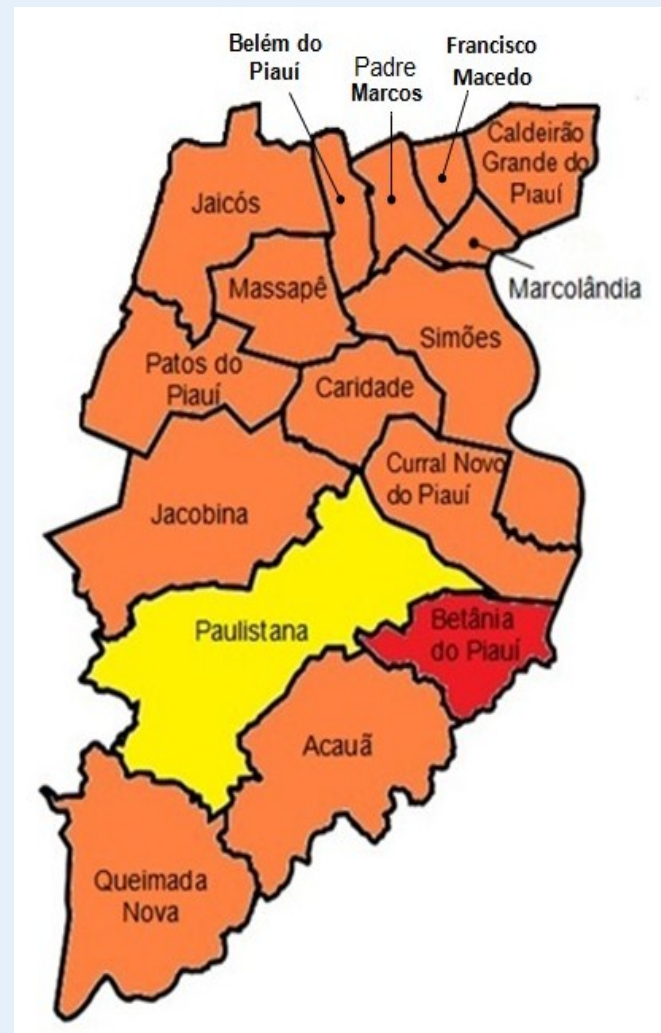 Belém do
Piauí
Padre
Marcos
Francisco
Macedo
Caldeirão
Grande do
Piauí
Jaicós
Massapê
Marcolândia
Simões
Patos do
Piauí
Caridade
Curral Novo
do Piauí
Jacobina
Paulistana
Betânia
do Piauí
Acauã
Queimada
Nova